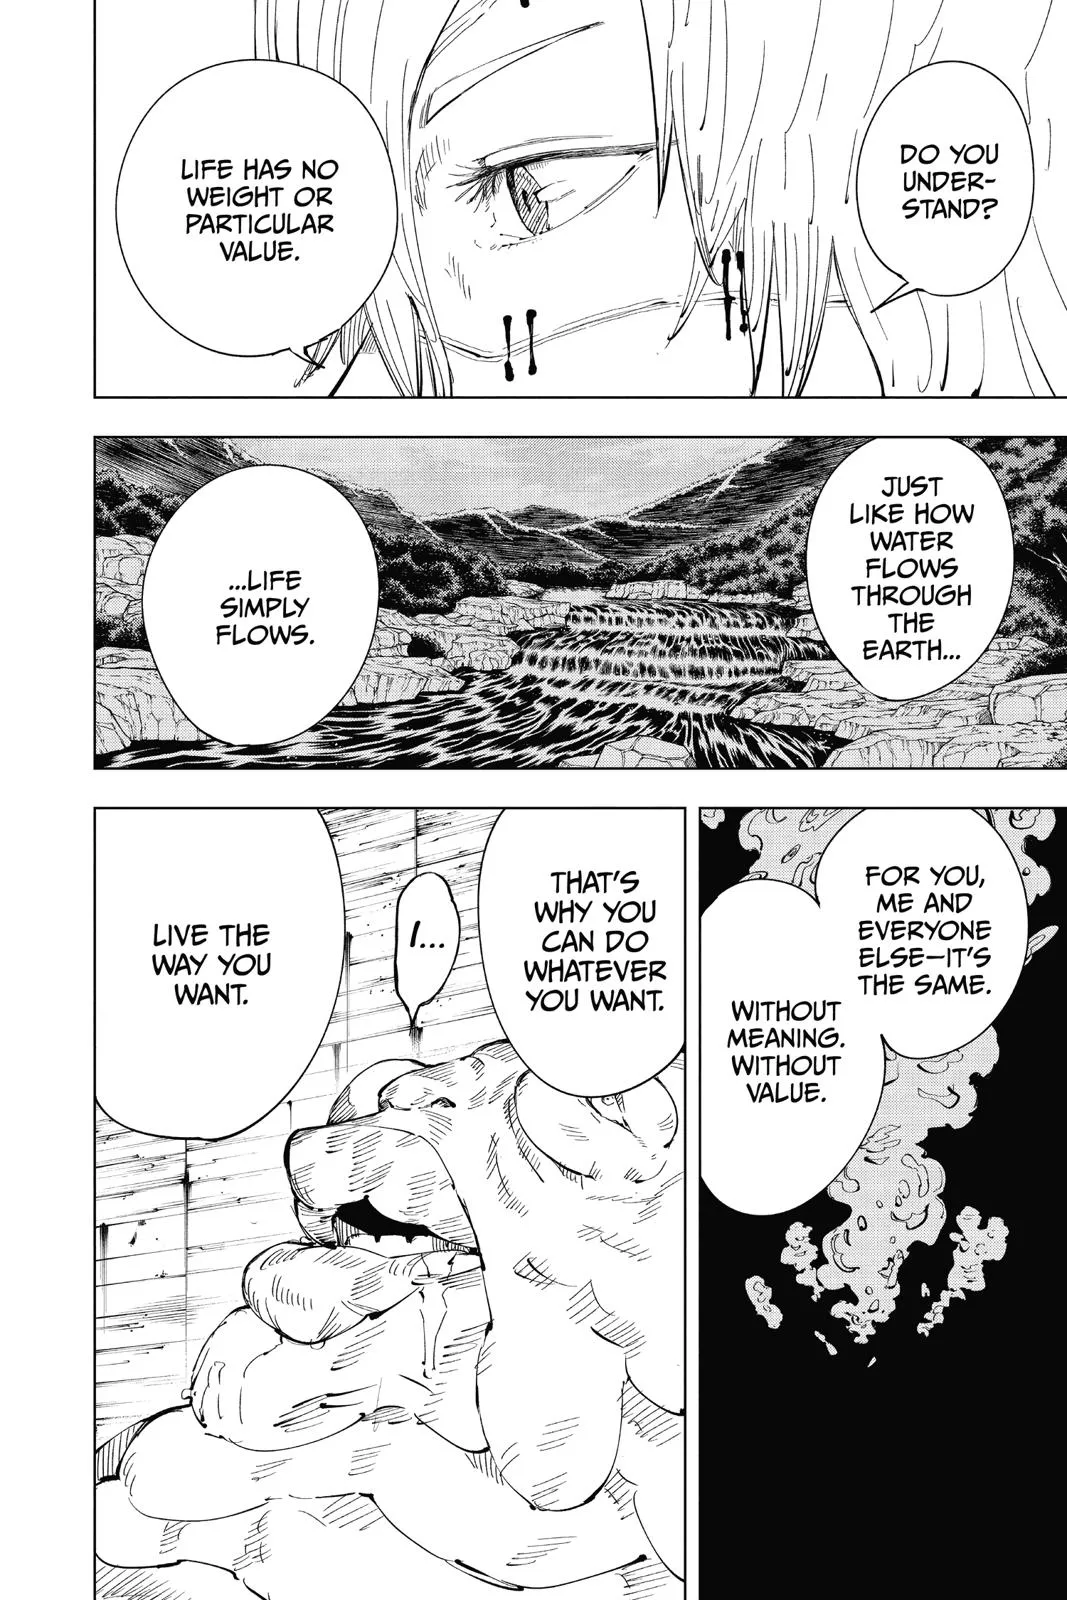 DO YOU
UNDER-
STAND?
LIFE HAS NO
WEIGHT OR
PARTICULAR
VALUE.
JUST
LIKE HOW
WATER
FLOWS
THROUGH
THE
EARTH...
...LIFE
SIMPLY
FLOWS.
FOR YOU,
ME AND
EVERYONE
ELSE—IT'S
THE SAME.
WITHOUT
MEANING.
WITHOUT
VALUE.
THAT'S
WHY YOU
CAN DO
WHATEVER
YOU WANT.
I...
LIVE THE
WAY YOU
WANT.